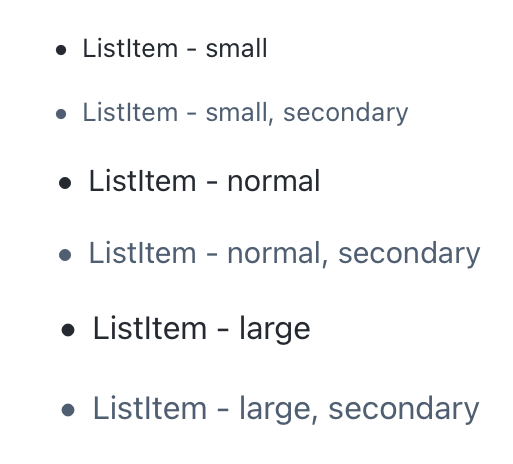 • ListItem - small
• ListItem - small, secondary
• ListItem - normal
• ListItem - normal, secondary
• ListItem - large
• ListItem - large, secondary